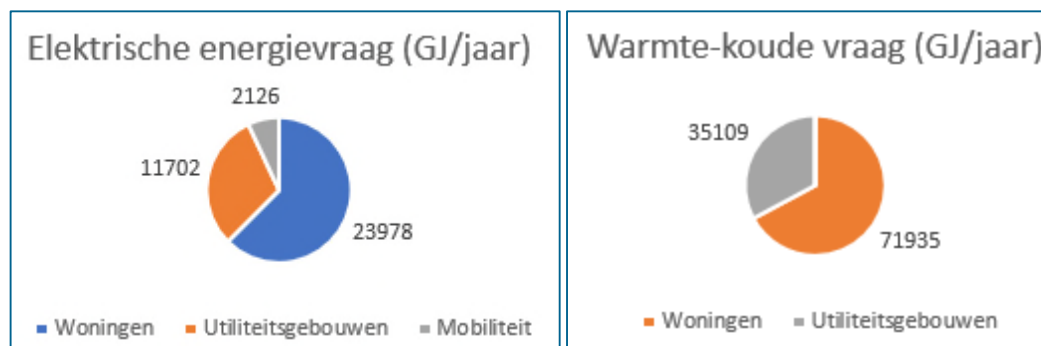 Elektrische energievraag (GJ/jaar)
2126
11702
23978
Woningen Utiliteitsgebouwen Mobiliteit
Warmte-koude vraag (GJ/jaar)
35109
71935
Woningen Utiliteitsgebouwen